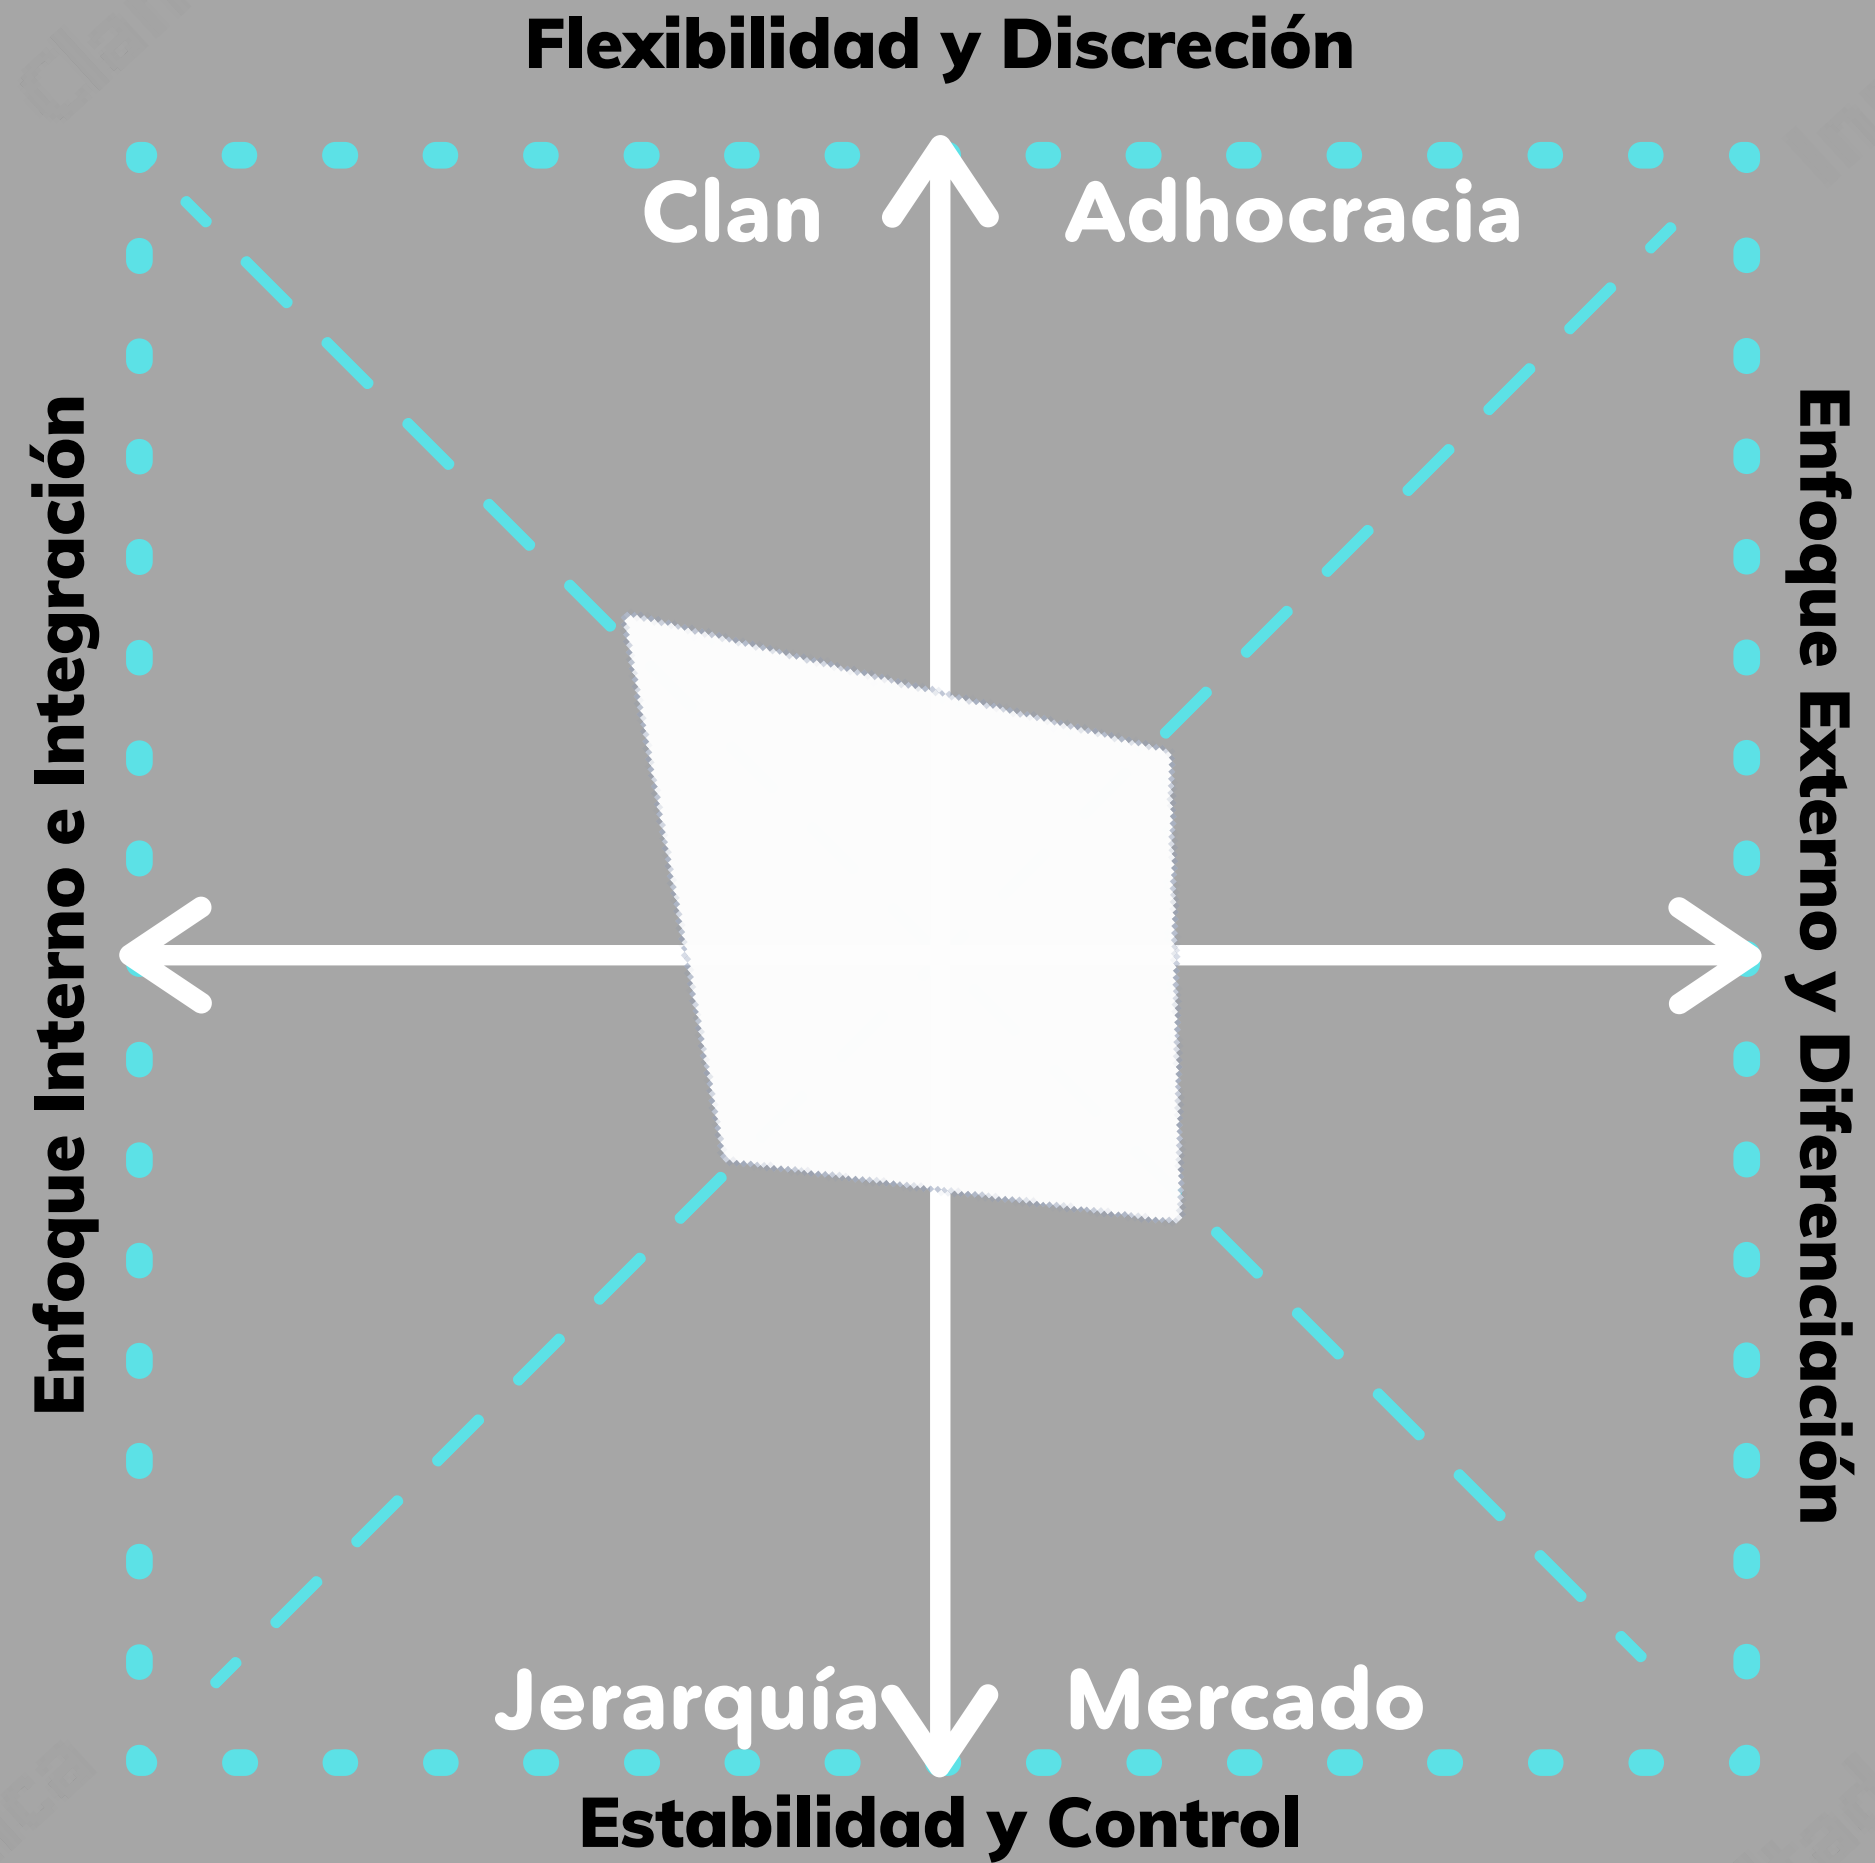 Flexibilidad y Discreción
Clan
Adhocracia
Enfoque Interno e Integración
Enfoque Externo y Diferenciación
Jerarquía
Mercado
Estabilidad y Control